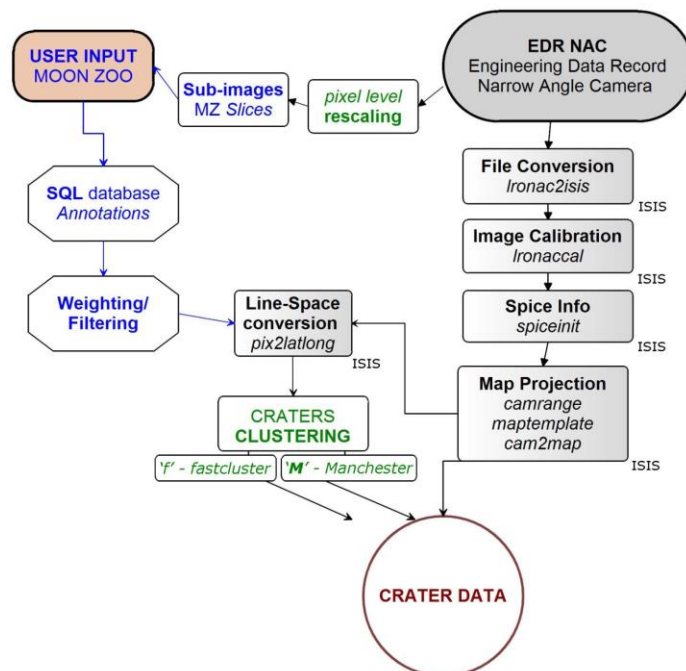 USER INPUT
MOON ZOO
Sub-images
MZ Slices
pixel level
rescaling
EDR NAC
Engineering Data Record
Narrow Angle Camera
File Conversion
lronac2isis
ISIS
SQL database
Annotations
Image Calibration
lronaccal
ISIS
Weighting/
Filtering
Line-Space
conversion
pix2latlong
ISIS
Spice Info
spiceinit
ISIS
Map Projection
camrange
maptemplate
cam2map
ISIS
CRATERS
CLUSTERING
'f' - fastcluster
'M' - Manchester
CRATER DATA